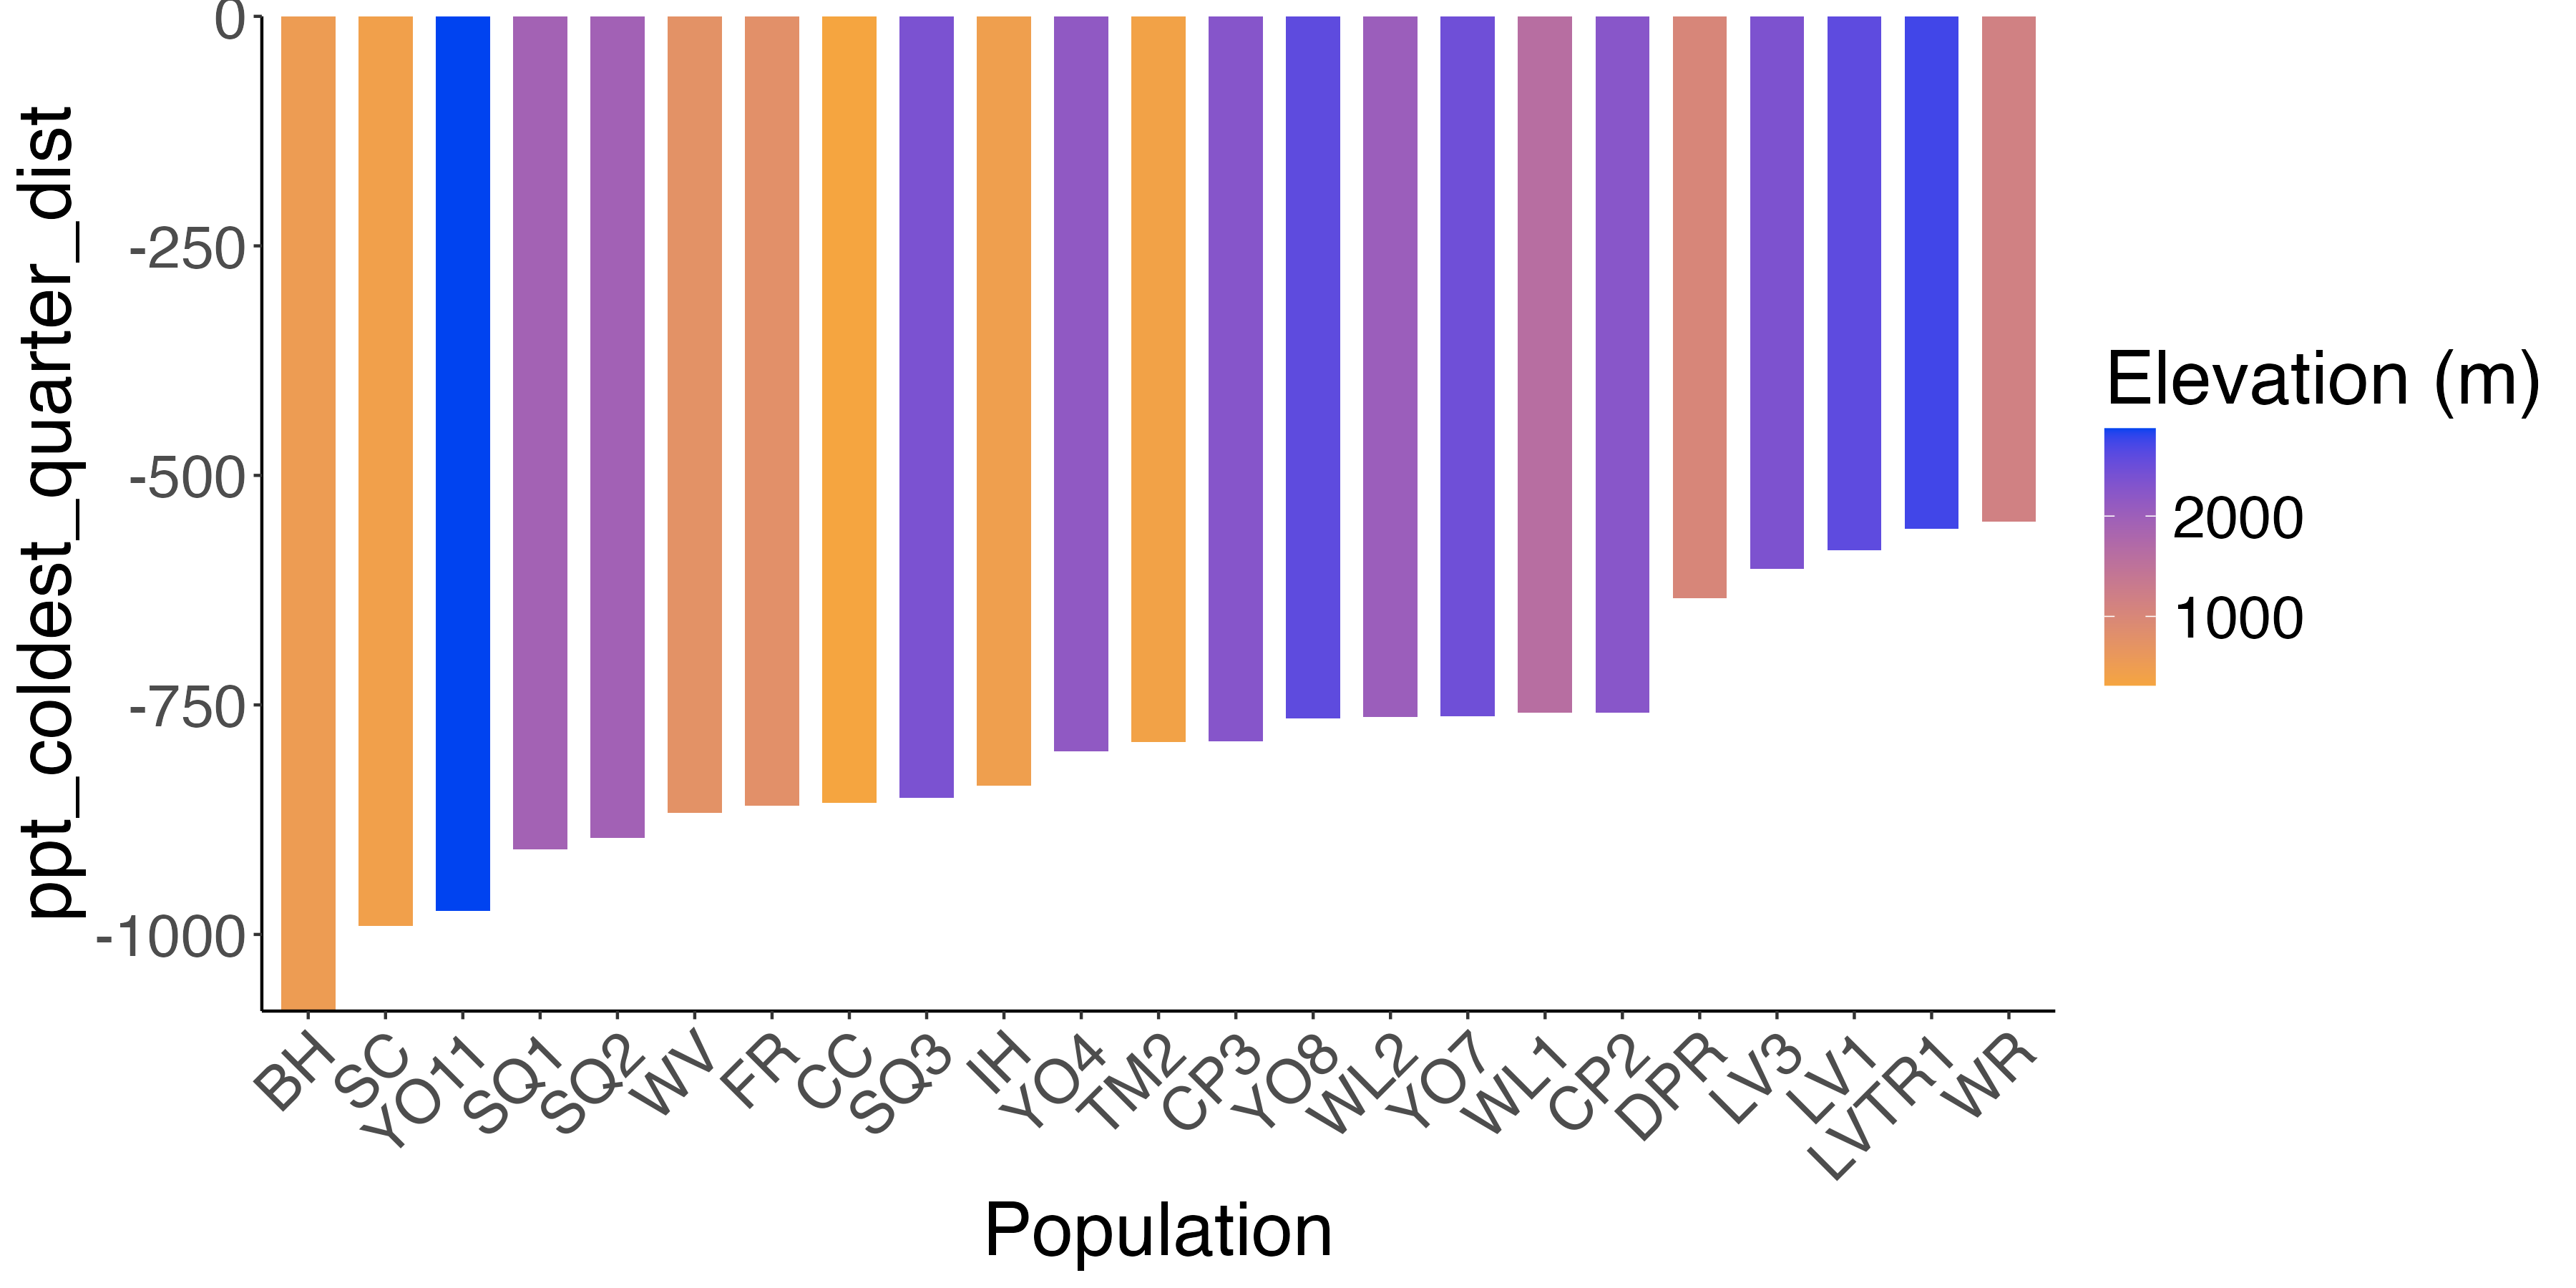 ppt_coldest_quarter_dist
0
-250
-500
-750
-1000
BH
SC
YO11
SQ1
SQ2
WV
FR
CC
SQ3
IH
YO4
TM2
CP3
YO8
WL2
YO7
WL1
CP2
DPR
LV3
LV1
LVTR1
WR
Population
Elevation (m)
2000
1000